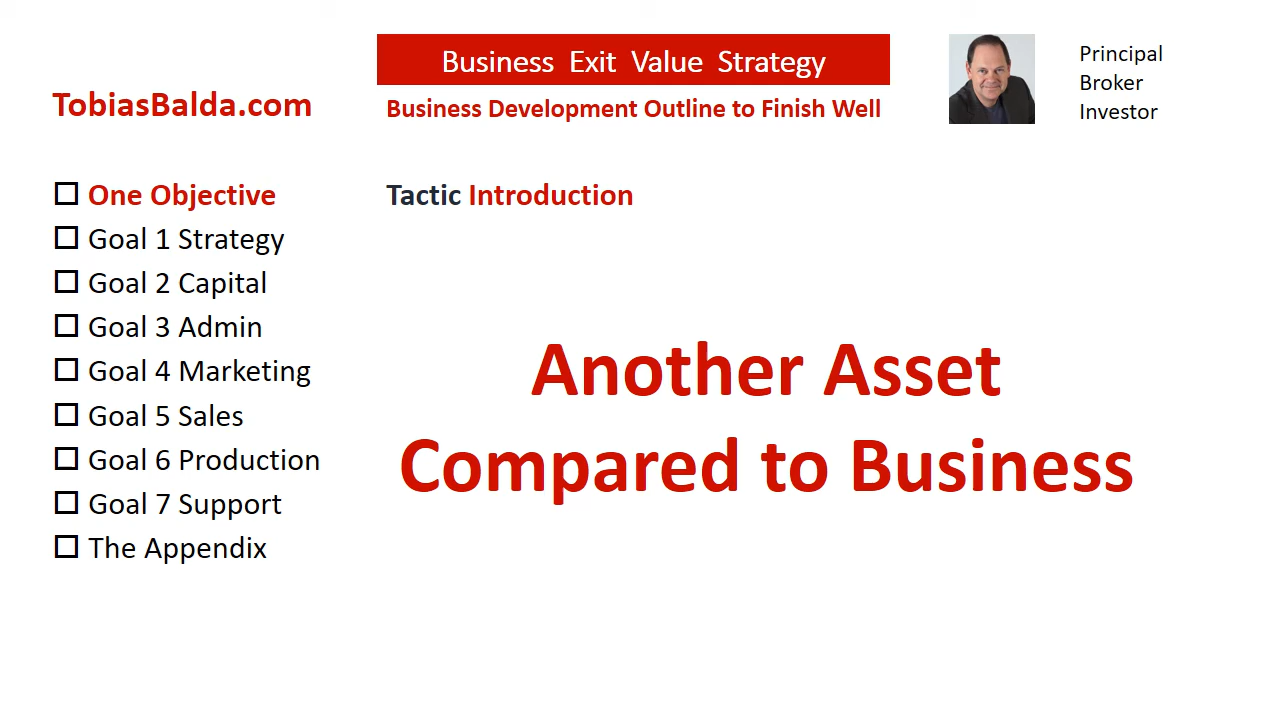 TobiasBalda.com
Business Exit Value Strategy
Business Development Outline to Finish Well
Principal
Broker
Investor
One Objective
Goal 1 Strategy
Goal 2 Capital
Goal 3 Admin
Goal 4 Marketing
Goal 5 Sales
Goal 6 Production
Goal 7 Support
The Appendix
Tactic Introduction
Another Asset
Compared to Business